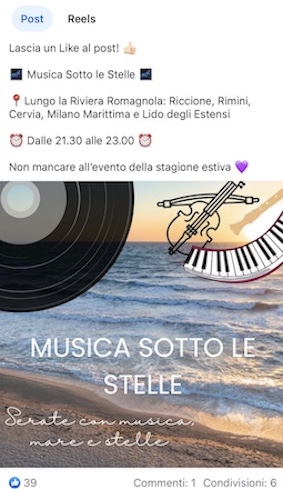 Post Reels
Lascia un Like al post! 👍🏻
🌌 Musica Sotto le Stelle 🌌
📍Lungo la Riviera Romagnola: Riccione, Rimini,
Cervia, Milano Marittima e Lido degli Estensi
⏰ Dalle 21.30 alle 23.00 ⏰
Non mancare all'evento della stagione estiva 💜
MUSICA SOTTO LE
STELLE
Serate con musica,
mare e stelle
39 Commenti: 1 Condivisioni: 6